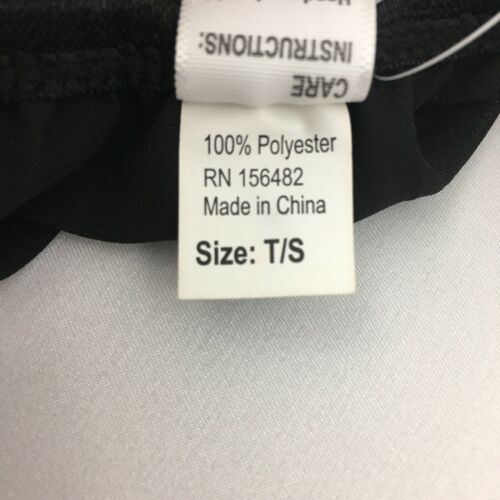 CARE
INSTRUCTIONS:
100% Polyester
RN 156482
Made in China
Size: T/S